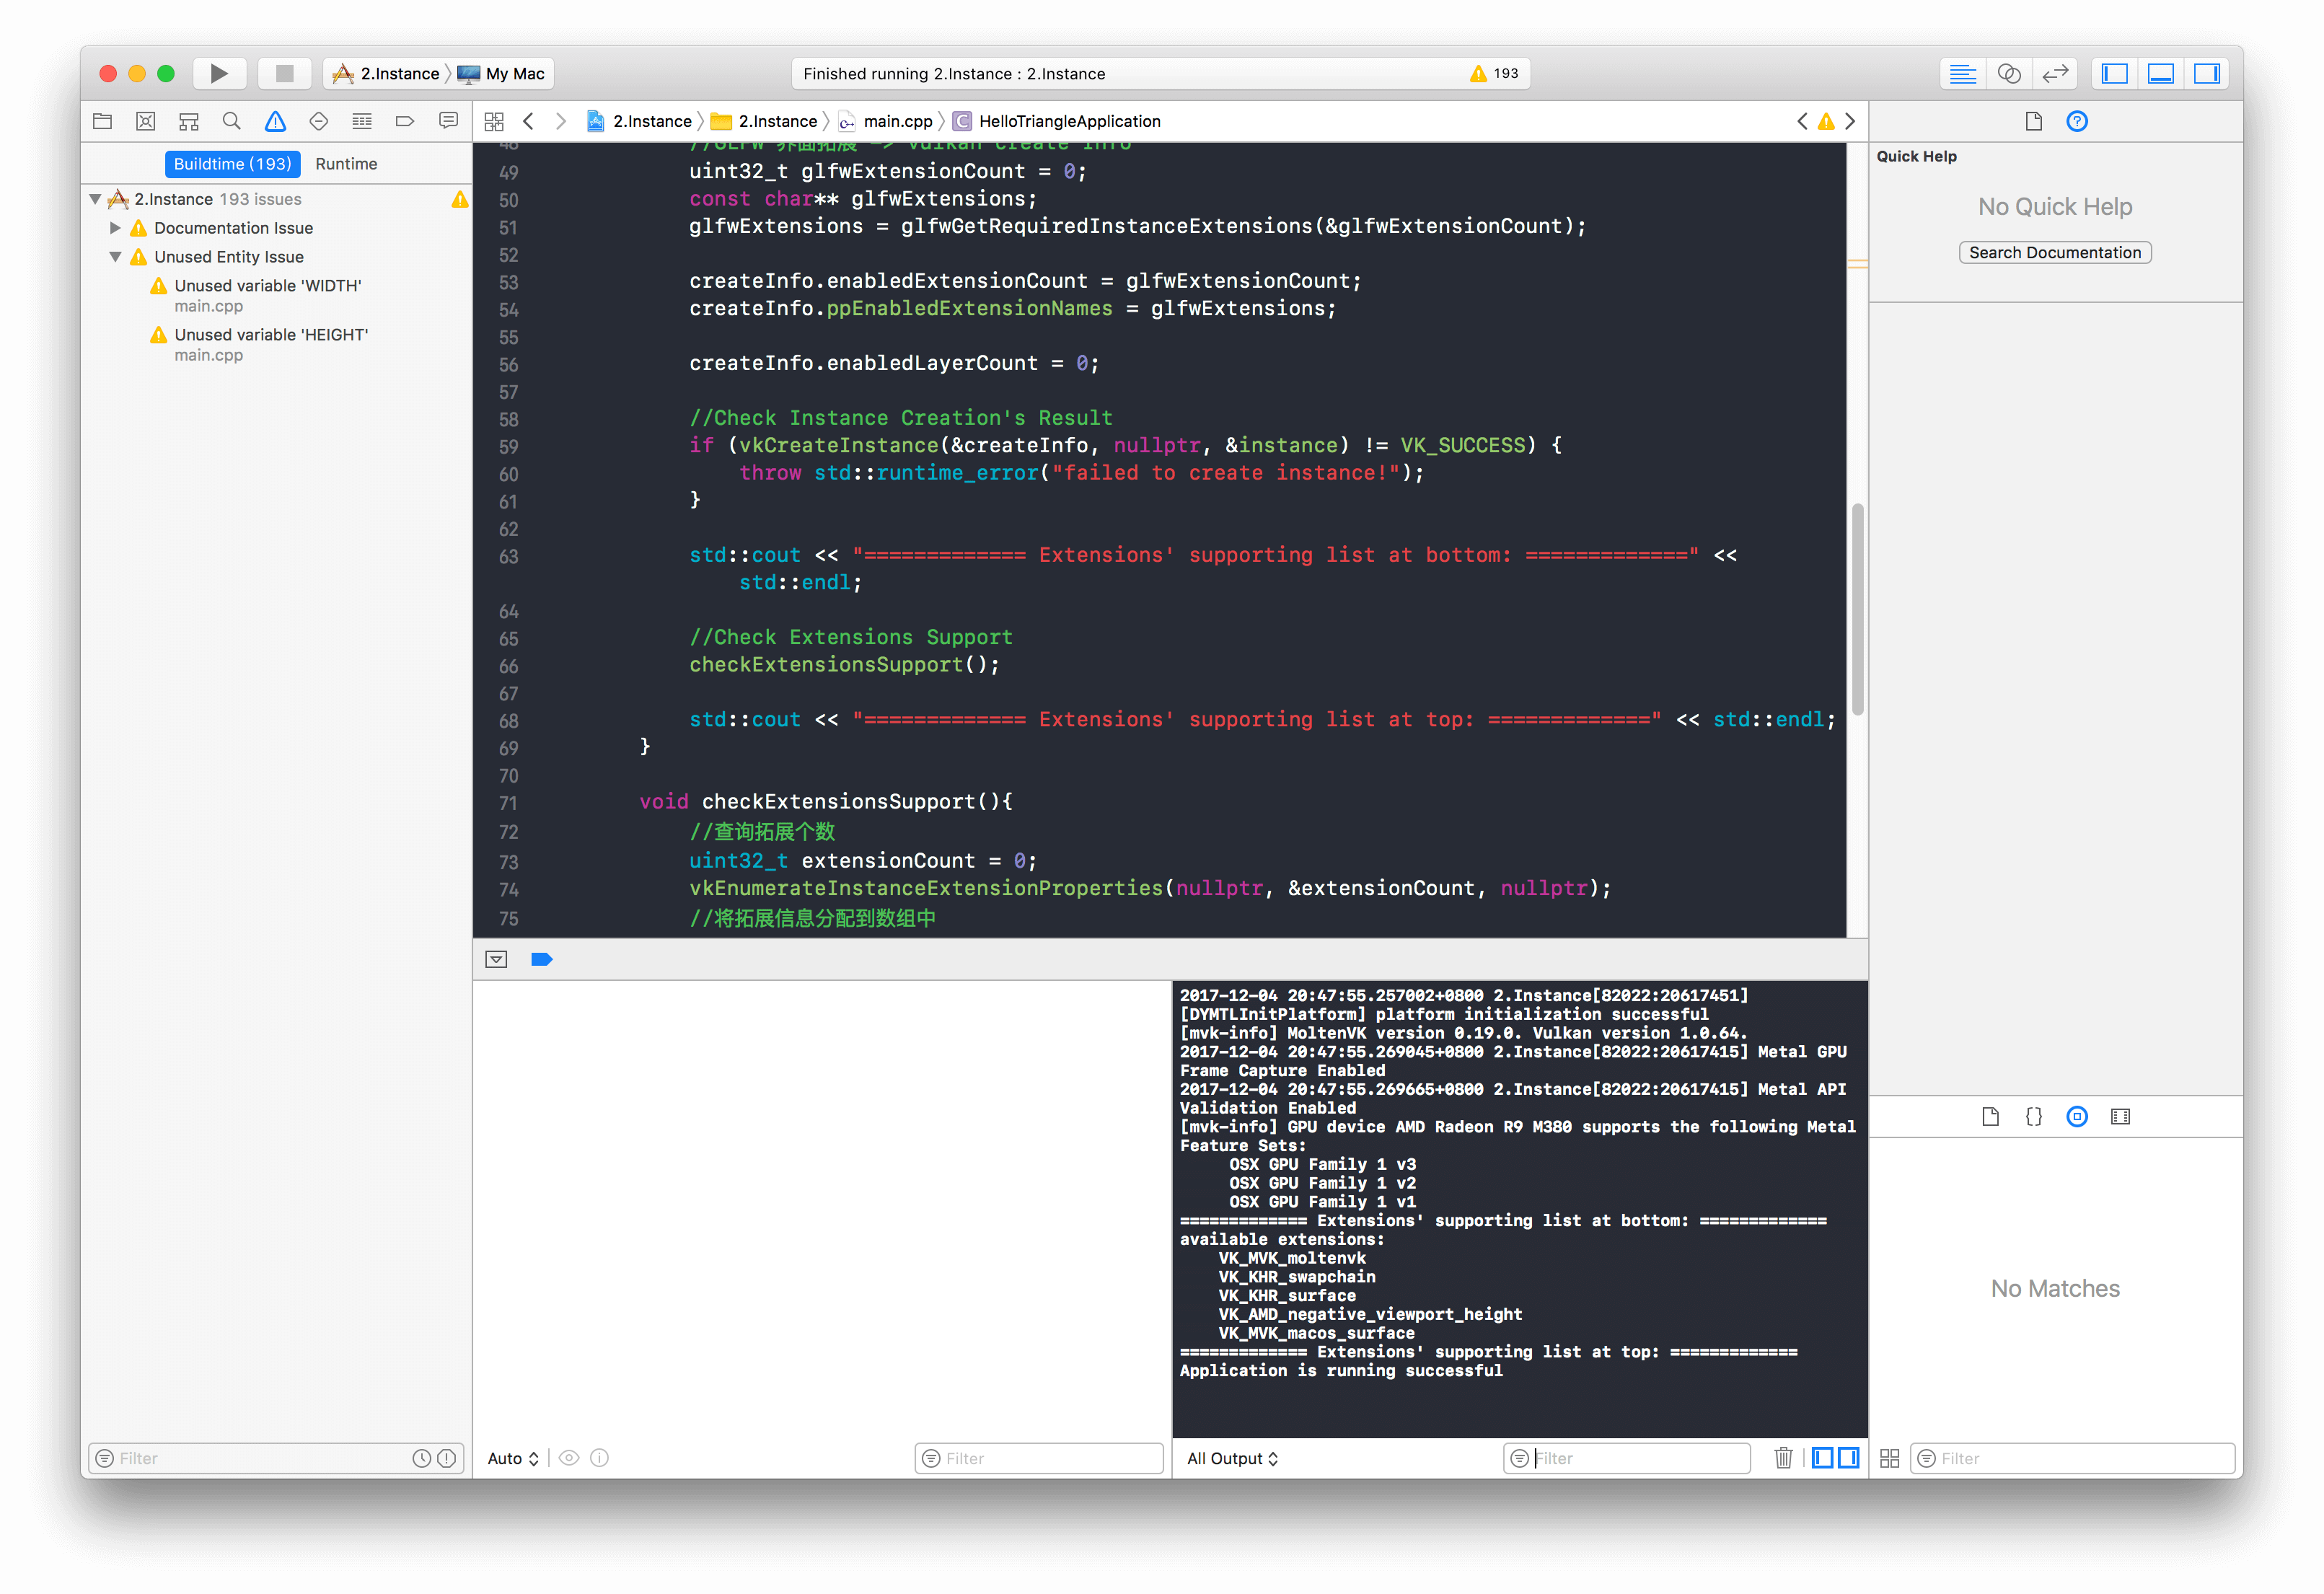 2.Instance
My Mac
Finished running 2.Instance : 2.Instance
193
2.Instance
2.Instance
main.cpp
HelloTriangleApplication
Buildtime (193)
Runtime
2.Instance 193 issues
Documentation Issue
Unused Entity Issue
Unused variable 'WIDTH'
main.cpp
Unused variable 'HEIGHT'
main.cpp
48 //GLFW 界面拓展 -> Vulkan Create Info
49 uint32_t glfwExtensionCount = 0;
50 const char** glfwExtensions;
51 glfwExtensions = glfwGetRequiredInstanceExtensions(&glfwExtensionCount);
52
53 createInfo.enabledExtensionCount = glfwExtensionCount;
54 createInfo.ppEnabledExtensionNames = glfwExtensions;
55
56 createInfo.enabledLayerCount = 0;
57
58 //Check Instance Creation's Result
59 if (vkCreateInstance(&createInfo, nullptr, &instance) != VK_SUCCESS) {
60 throw std::runtime_error("failed to create instance!");
61 }
62
63 std::cout << "============= Extensions' supporting list at bottom: =============" <<
std::endl;
64
65 //Check Extensions Support
66 checkExtensionsSupport();
67
68 std::cout << "============= Extensions' supporting list at top: =============" << std::endl;
69 }
70
71 void checkExtensionsSupport(){
72 //查询拓展个数
73 uint32_t extensionCount = 0;
74 vkEnumerateInstanceExtensionProperties(nullptr, &extensionCount, nullptr);
75 //将拓展信息分配到数组中
2017-12-04 20:47:55.257002+0800 2.Instance[82022:20617451]
[DYMTLInitPlatform] platform initialization successful
[mvk-info] MoltenVK version 0.19.0. Vulkan version 1.0.64.
2017-12-04 20:47:55.269045+0800 2.Instance[82022:20617415] Metal GPU
Frame Capture Enabled
2017-12-04 20:47:55.269665+0800 2.Instance[82022:20617415] Metal API
Validation Enabled
[mvk-info] GPU device AMD Radeon R9 M380 supports the following Metal
Feature Sets:
OSX GPU Family 1 v3
OSX GPU Family 1 v2
OSX GPU Family 1 v1
============= Extensions' supporting list at bottom: =============
available extensions:
VK_MVK_moltenvk
VK_KHR_swapchain
VK_KHR_surface
VK_AMD_negative_viewport_height
VK_MVK_macos_surface
============= Extensions' supporting list at top: =============
Application is running successful
Quick Help
No Quick Help
Search Documentation
No Matches
Filter
Auto
Filter
All Output
Filter
Filter